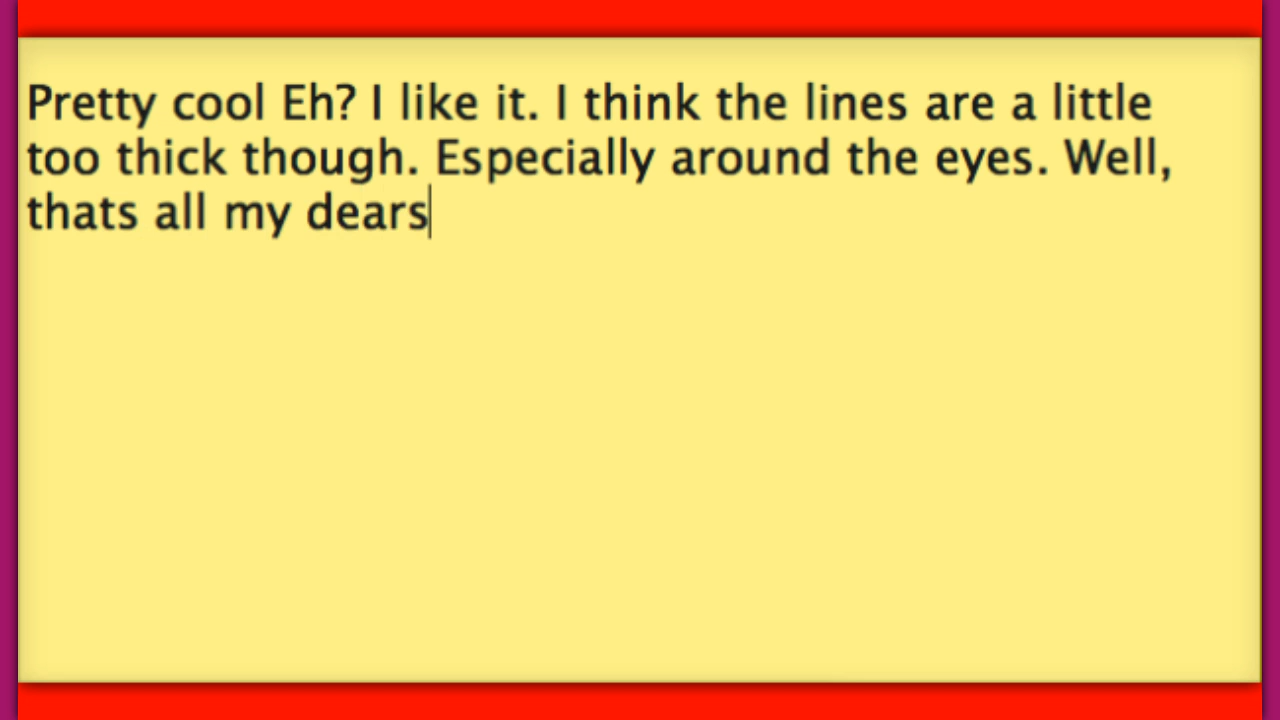 Pretty cool Eh? I like it. I think the lines are a little
too thick though. Especially around the eyes. Well,
thats all my dears